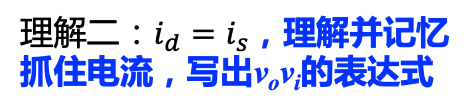 理解二：i_d = i_s，理解并记忆
抓住电流，写出v_ov_i的表达式